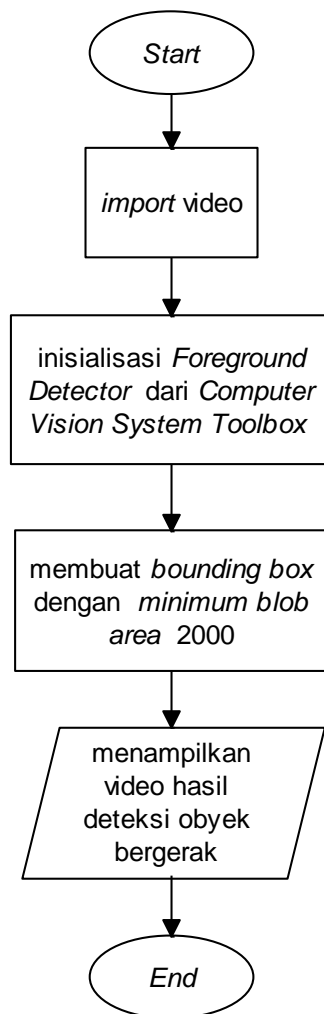 Start
import video
inisialisasi Foreground
Detector dari Computer
Vision System Toolbox
membuat bounding box
dengan minimum blob
area 2000
menampilkan
video hasil
deteksi obyek
bergerak
End